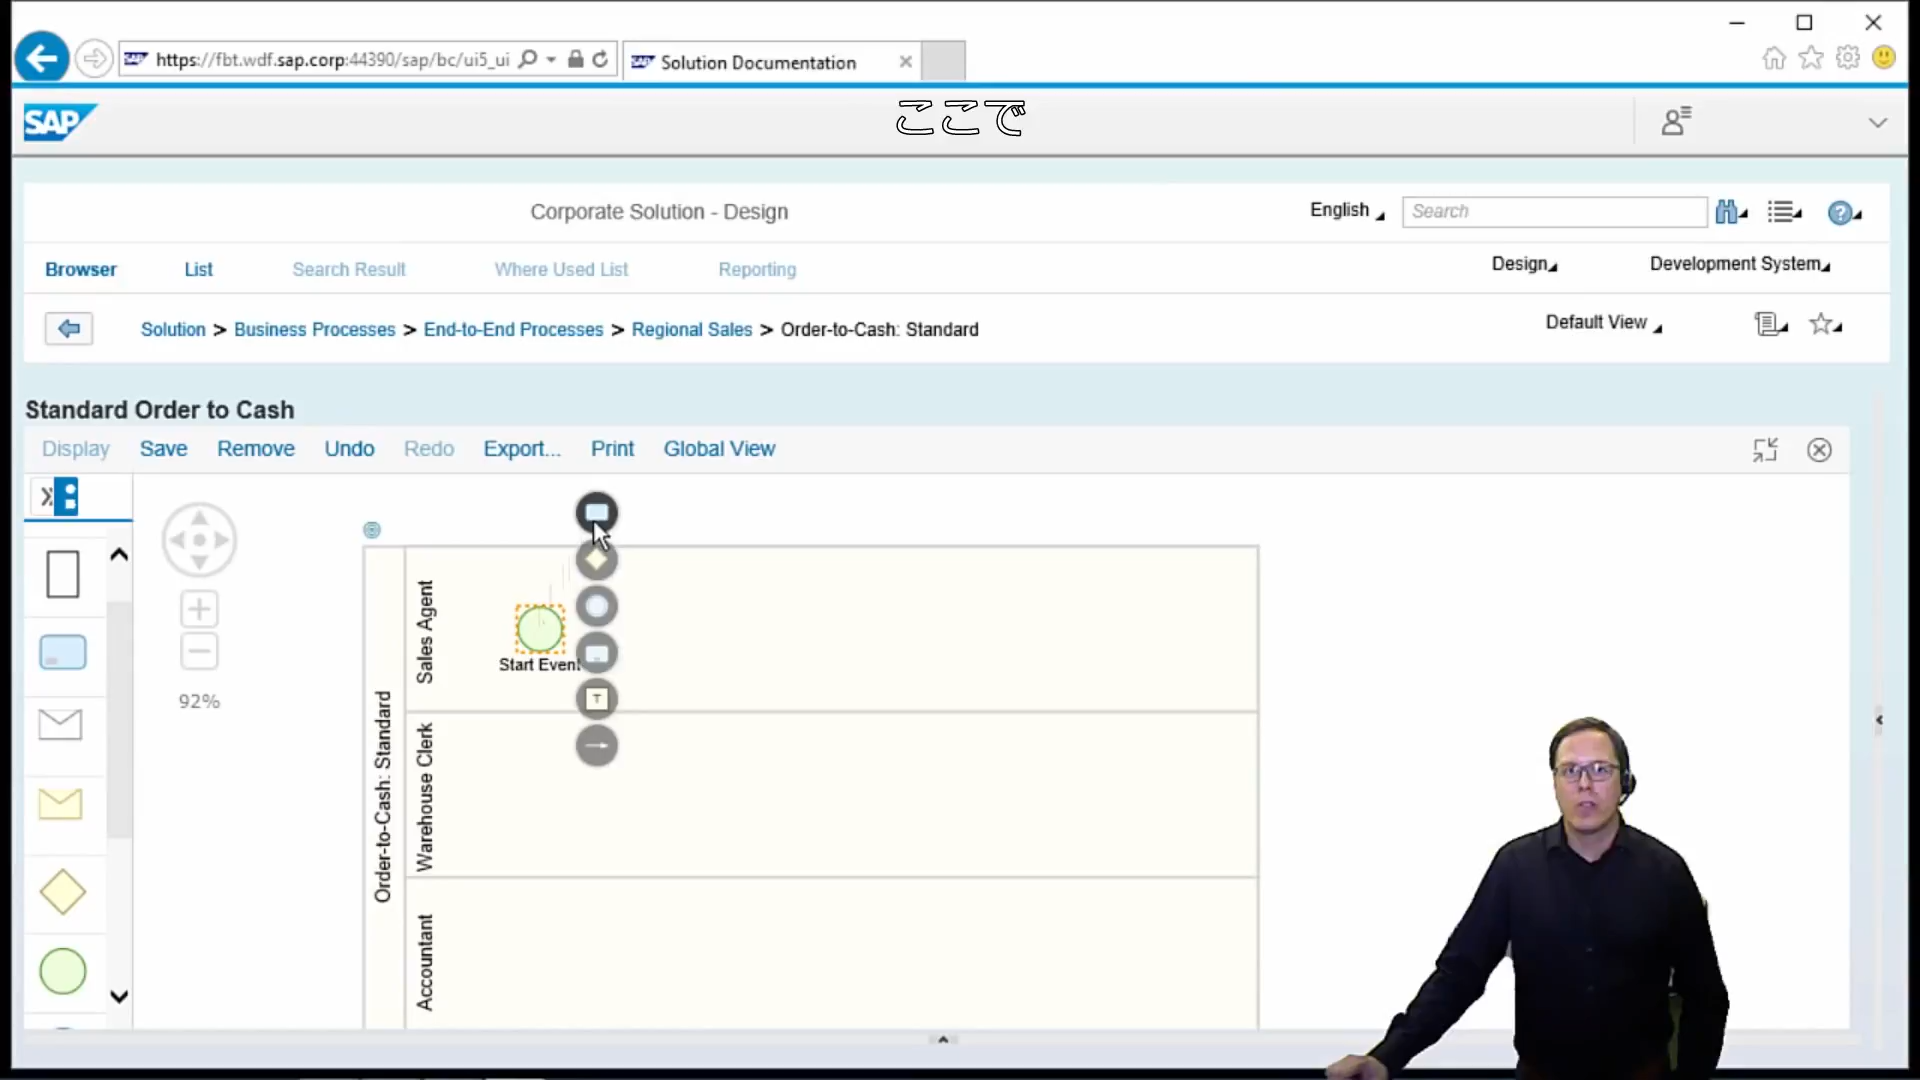 https://fbt.wdf.sap.corp:44390/sap/bc/ui5_ui
Solution Documentation
SAP
ここで
Corporate Solution - Design
English
Search
Browser
List
Search Result
Where Used List
Reporting
Design
Development System
Solution > Business Processes > End-to-End Processes > Regional Sales > Order-to-Cash: Standard
Default View
Standard Order to Cash
Display
Save
Remove
Undo
Redo
Export...
Print
Global View
92%
Order-to-Cash: Standard
Sales Agent
Start Event
T
Warehouse Clerk
Accountant